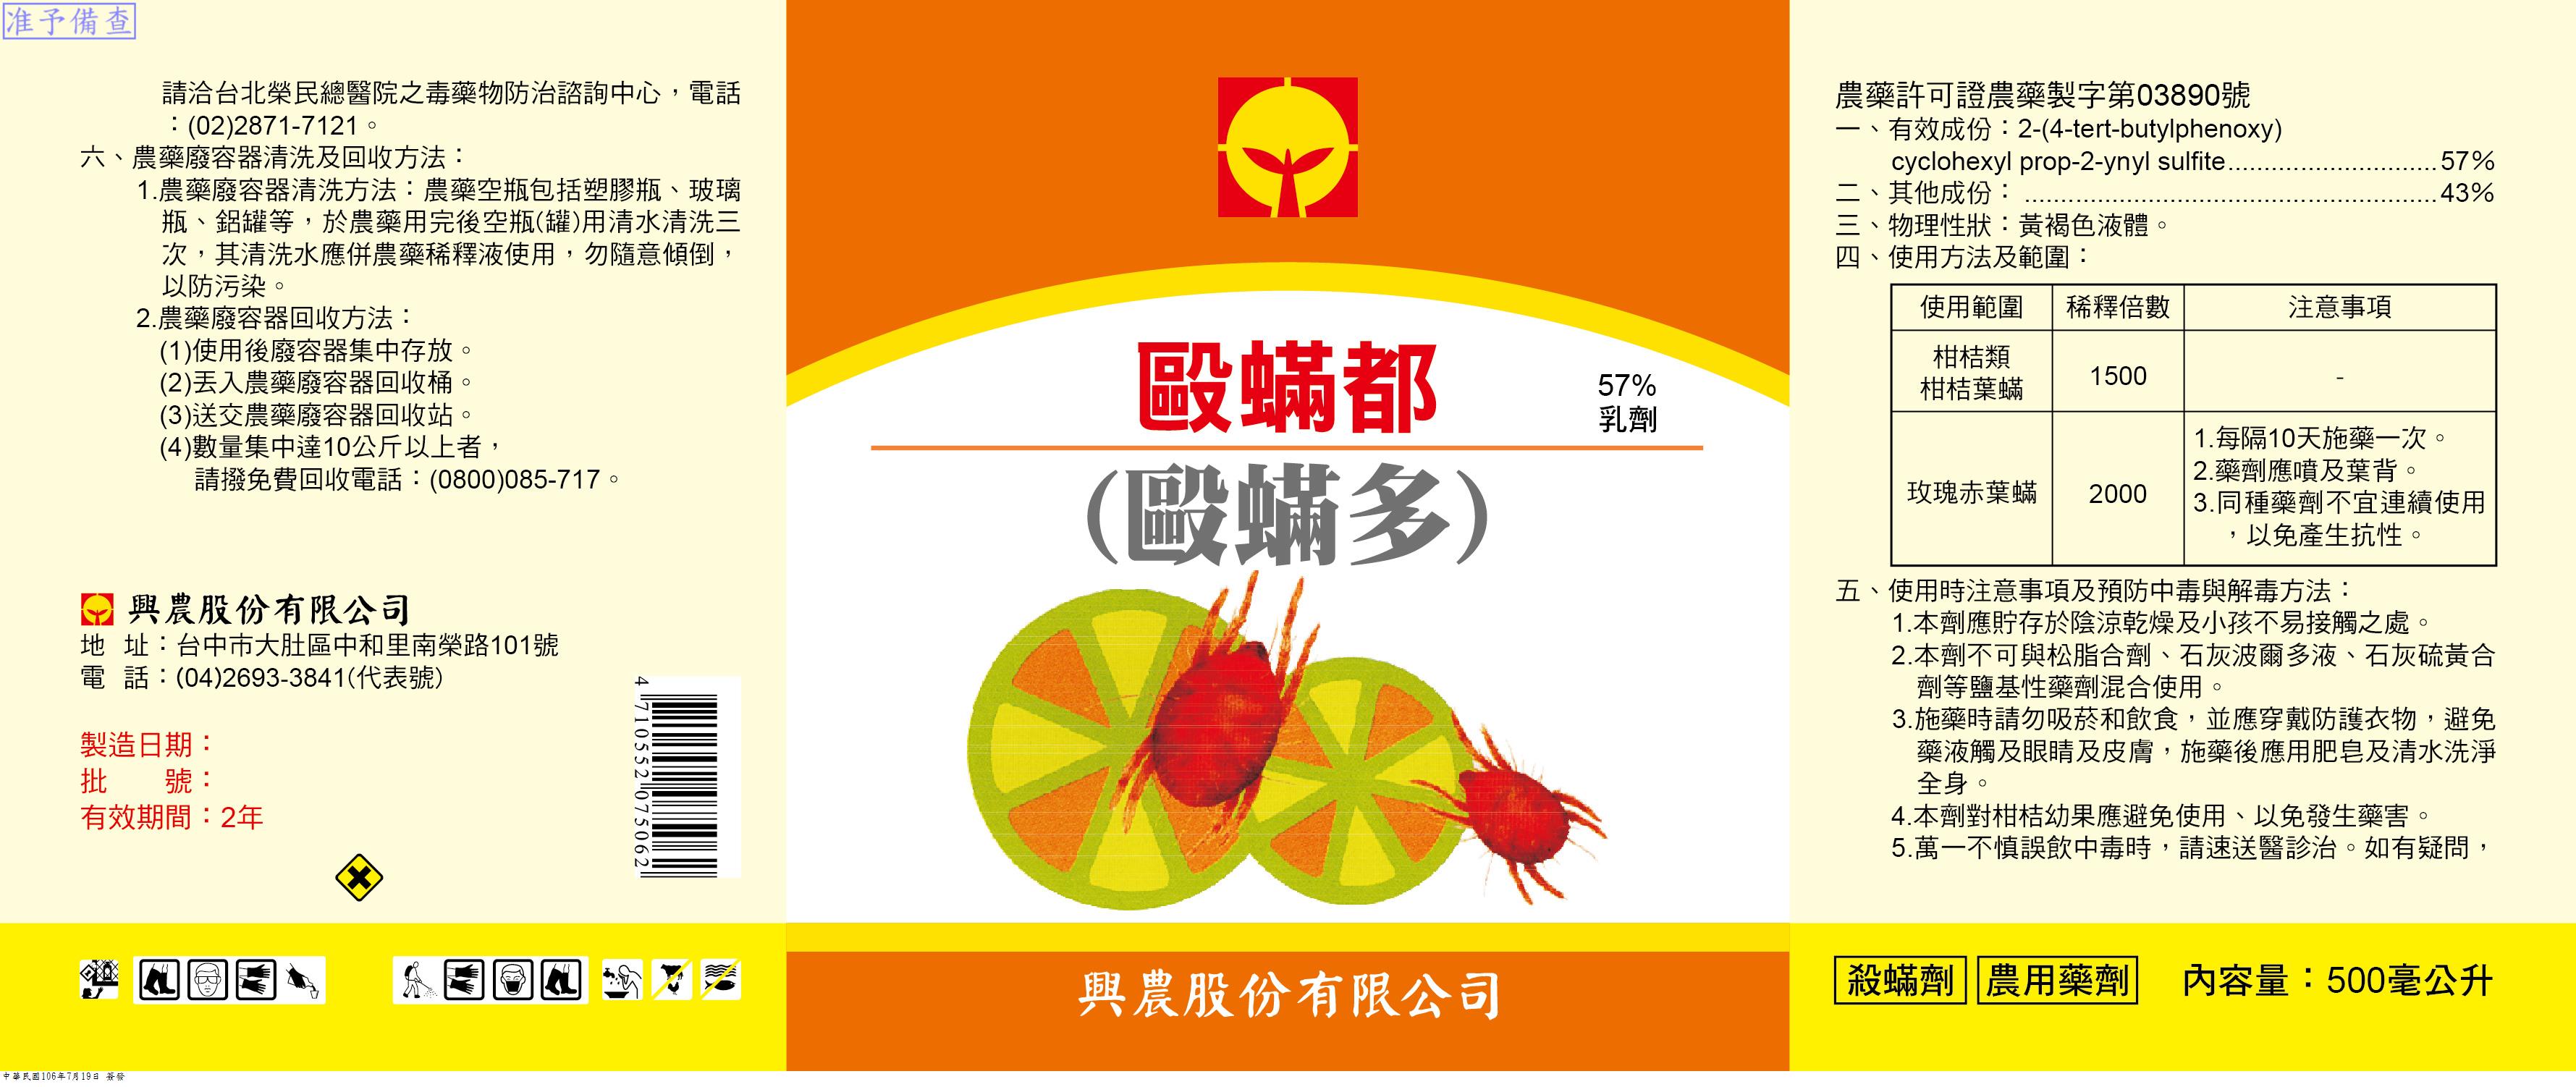 准予備查
請洽台北榮民總醫院之毒藥物防治諮詢中心，電話
：(02)2871-7121。
六、農藥廢容器清洗及回收方法：
1.農藥廢容器清洗方法：農藥空瓶包括塑膠瓶、玻璃
瓶、鋁罐等，於農藥用完後空瓶(罐)用清水清洗三
次，其清洗水應併農藥稀釋液使用，勿隨意傾倒，
以防污染。
2.農藥廢容器回收方法：
(1)使用後廢容器集中存放。
(2)丟入農藥廢容器回收桶。
(3)送交農藥廢容器回收站。
(4)數量集中達10公斤以上者，
請撥免費回收電話：(0800)085-717。
興農股份有限公司
地 址：台中市大肚區中和里南榮路101號
電 話：(04)2693-3841(代表號)
製造日期：
批 號：
有效期間：2年
4710552075062
毆蟎都
57%
乳劑
(毆蟎多)
興農股份有限公司
農藥許可證農藥製字第03890號
一、有效成份：2-(4-tert-butylphenoxy)
cyclohexyl prop-2-ynyl sulfite.............................57%
二、其他成份：.........................................................43%
三、物理性狀：黃褐色液體。
四、使用方法及範圍：
使用範圍 稀釋倍數 注意事項
柑桔類
柑桔葉蟎 1500 -
玫瑰赤葉蟎 2000
1.每隔10天施藥一次。
2.藥劑應噴及葉背。
3.同種藥劑不宜連續使用
，以免產生抗性。
五、使用時注意事項及預防中毒與解毒方法：
1.本劑應貯存於陰涼乾燥及小孩不易接觸之處。
2.本劑不可與松脂合劑、石灰波爾多液、石灰硫黃合
劑等鹽基性藥劑混合使用。
3.施藥時請勿吸菸和飲食，並應穿戴防護衣物，避免
藥液觸及眼睛及皮膚，施藥後應用肥皂及清水洗淨
全身。
4.本劑對柑桔幼果應避免使用、以免發生藥害。
5.萬一不慎誤飲中毒時，請速送醫診治。如有疑問，
殺蟎劑 農用藥劑 內容量：500毫公升
中華民國106年7月19日 簽發